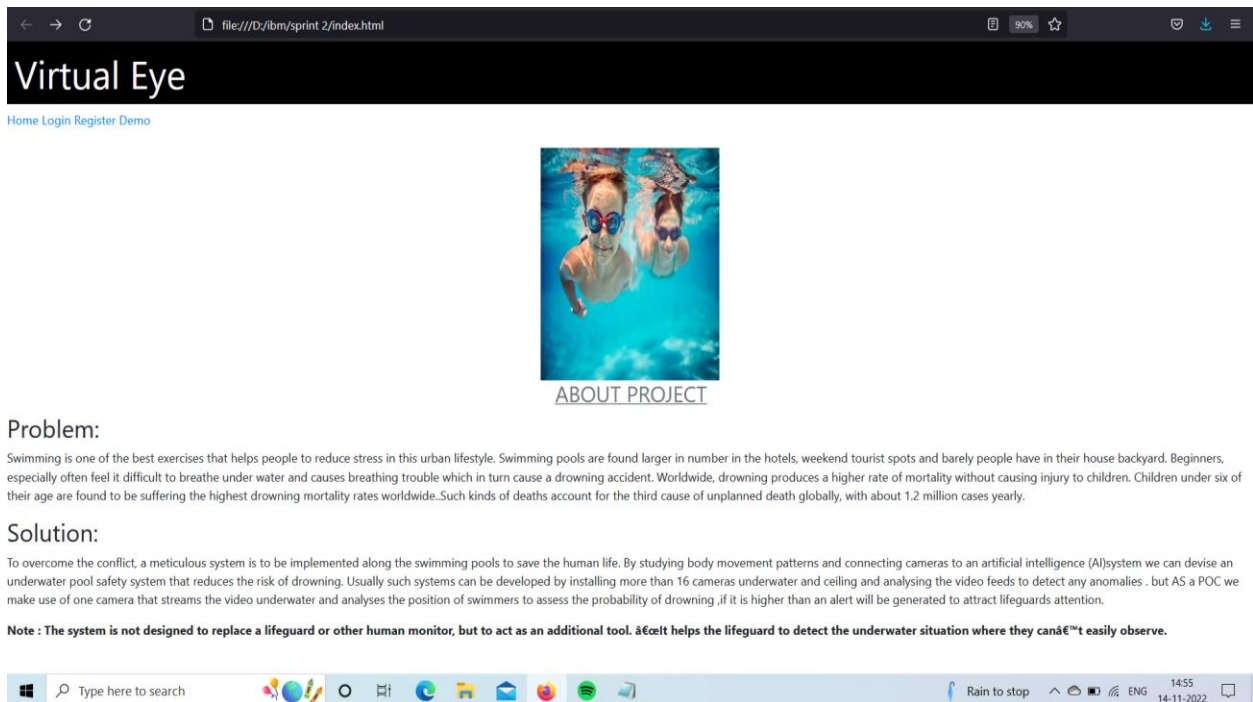 file:///D:/ibm/sprint 2/index.html
90%
Virtual Eye
Home Login Register Demo
ABOUT PROJECT
Problem:
Swimming is one of the best exercises that helps people to reduce stress in this urban lifestyle. Swimming pools are found larger in number in the hotels, weekend tourist spots and barely people have in their house backyard. Beginners,
especially often feel it difficult to breathe under water and causes breathing trouble which in turn cause a drowning accident. Worldwide, drowning produces a higher rate of mortality without causing injury to children. Children under six of
their age are found to be suffering the highest drowning mortality rates worldwide..Such kinds of deaths account for the third cause of unplanned death globally, with about 1.2 million cases yearly.
Solution:
To overcome the conflict, a meticulous system is to be implemented along the swimming pools to save the human life. By studying body movement patterns and connecting cameras to an artificial intelligence (AI)system we can devise an
underwater pool safety system that reduces the risk of drowning. Usually such systems can be developed by installing more than 16 cameras underwater and ceiling and analysing the video feeds to detect any anomalies . but AS a POC we
make use of one camera that streams the video underwater and analyses the position of swimmers to assess the probability of drowning ,if it is higher than an alert will be generated to attract lifeguards attention.
Note : The system is not designed to replace a lifeguard or other human monitor, but to act as an additional tool. â€œIt helps the lifeguard to detect the underwater situation where they canâ€™t easily observe.
Type here to search
Rain to stop
ENG
14:55
14-11-2022